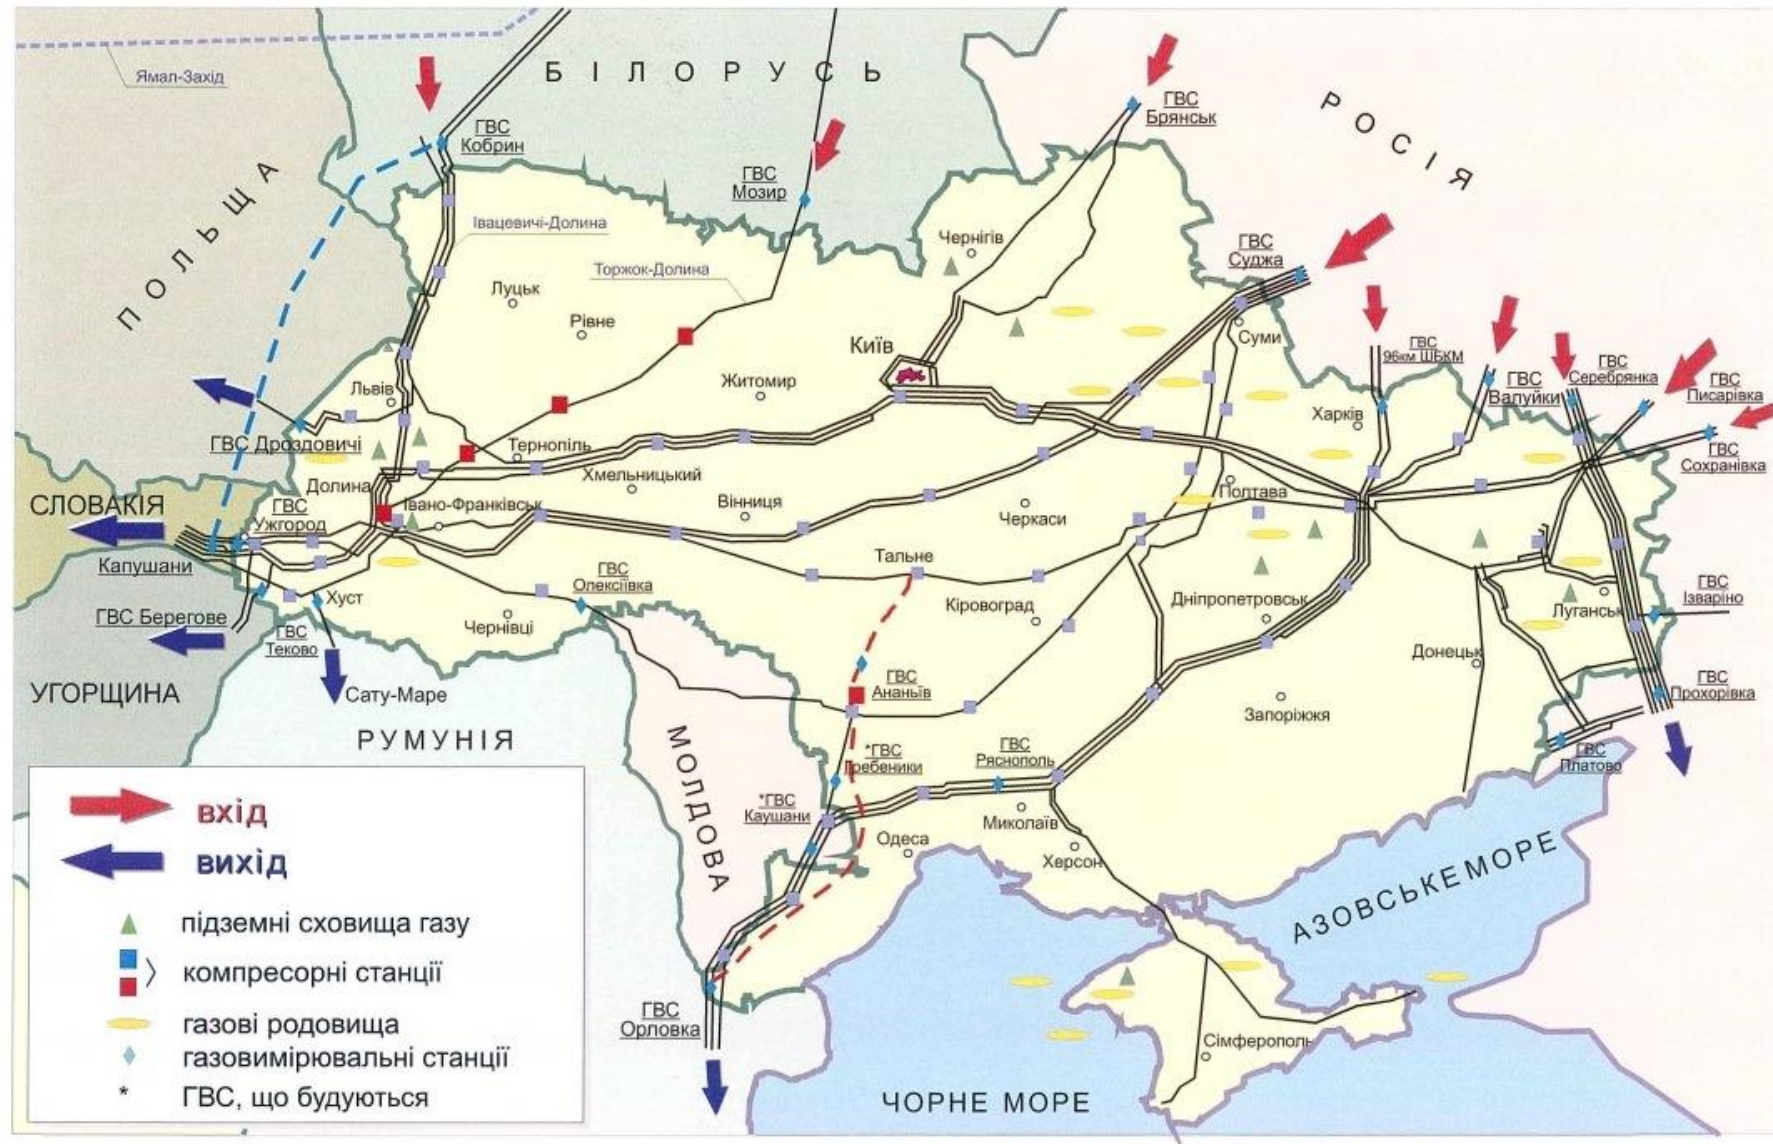 Ямал-Захід
БІЛОРУСЬ
РОСІЯ
ПОЛЬЩА
ГВС
Кобрин
ГВС
Мозир
ГВС
Брянськ
Івацевичі-Долина
Торжок-Долина
Чернігів
ГВС
Суджа
Луцьк
Рівне
Київ
Суми
ГВС
96км ШБКМ
ГВС
Валуйки
ГВС
Серебрянка
ГВС
Писарівка
Житомир
Львів
Харків
ГВС Дроздовичі
Тернопіль
Хмельницький
ГВС
Сохранівка
СЛОВАКІЯ
Долина
ГВС
Ужгород
Івано-Франківськ
Вінниця
Черкаси
Полтава
Капушани
Тальне
ГВС
Олексіївка
Хуст
ГВС Берегове
Чернівці
Кіровоград
Дніпропетровськ
Луганськ
ГВС
Ізваріно
ГВС
Теково
Донецьк
УГОРЩИНА
Сату-Маре
ГВС
Ананьїв
Запоріжжя
ГВС
Прохорівка
РУМУНІЯ
МОЛДОВА
*ГВС
Гребеники
ГВС
Ряснополь
ГВС
Платово
*ГВС
Каушани
Миколаїв
Одеса
Херсон
АЗОВСЬКЕ МОРЕ
ГВС
Орловка
Сімферополь
ЧОРНЕ МОРЕ
вхід
вихід
підземні сховища газу
компресорні станції
газові родовища
газовимірювальні станції
* ГВС, що будуються